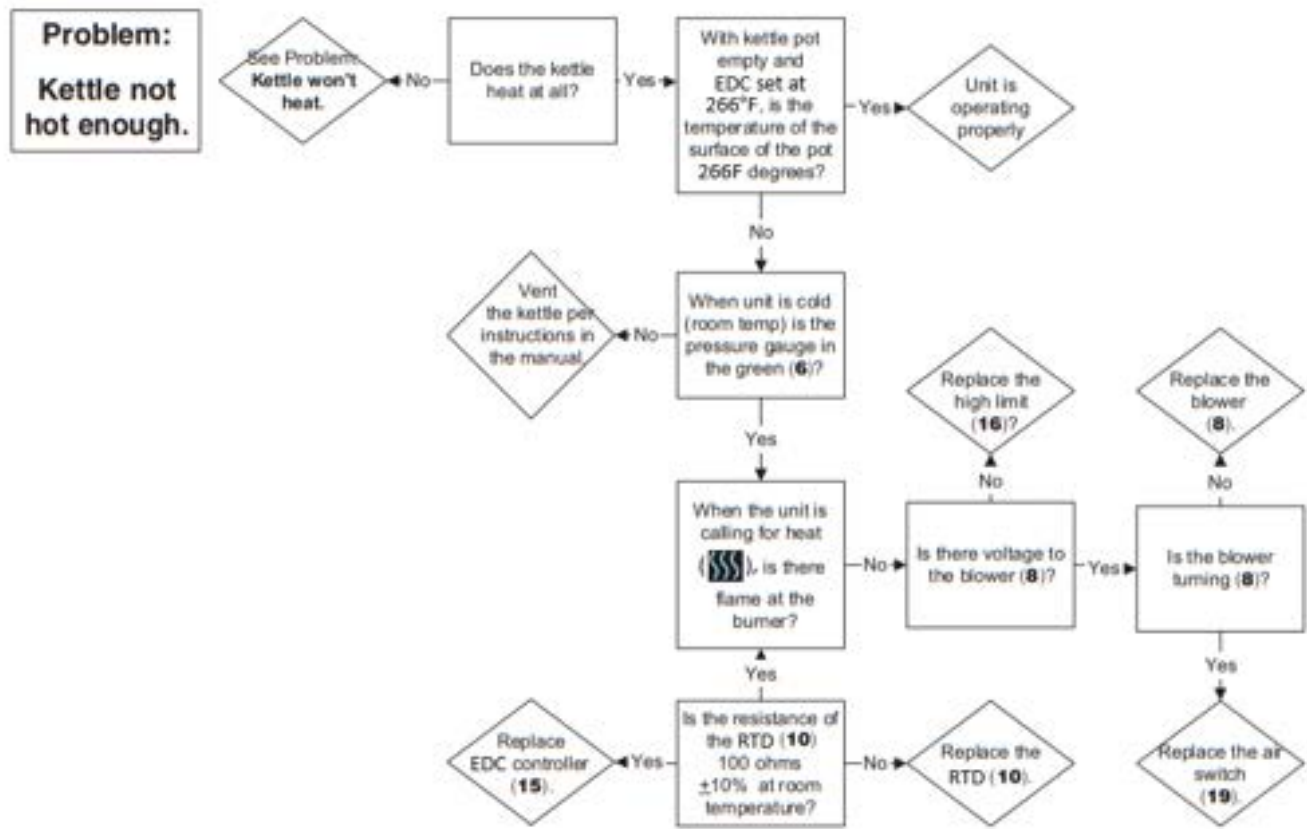 Problem:
Kettle not
hot enough.
See Problem:
Kettle won't
heat.
No
Does the kettle
heat at all?
Yes
With kettle pot
empty and
EDC set at
266°F, is the
temperature of the
surface of the pot
266F degrees?
Yes
Unit is
operating
properly
No
Vent
the kettle per
instructions in
the manual.
No
When unit is cold
(room temp) is the
pressure gauge in
the green (6)?
Yes
Replace the
high limit
(16)?
Replace the
blower
(8).
No
No
When the unit is
calling for heat
( ), is there
flame at the
burner?
No
Is there voltage to
the blower (8)?
Yes
Is the blower
turning (8)?
Yes
Yes
Replace
EDC controller
(15).
Yes
Is the resistance of
the RTD (10)
100 ohms
±10% at room
temperature?
No
Replace the
RTD (10).
Replace the air
switch
(19).